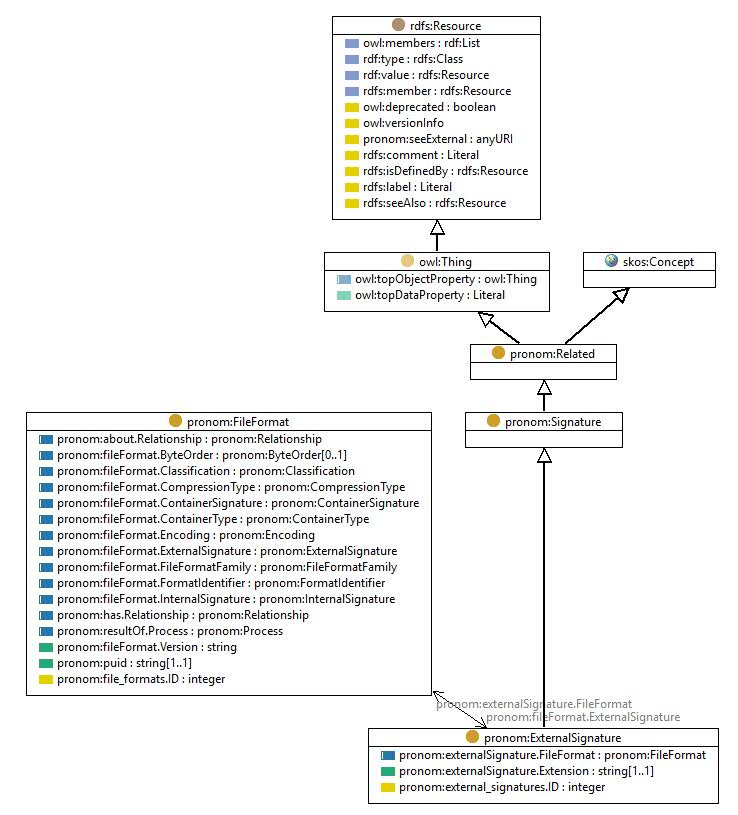 rdfs:Resource
owl:members : rdf:List
rdf:type : rdfs:Class
rdf:value : rdfs:Resource
rdfs:member : rdfs:Resource
owl:deprecated : boolean
owl:versionInfo
pronom:seeExternal : anyURI
rdfs:comment : Literal
rdfs:isDefinedBy : rdfs:Resource
rdfs:label : Literal
rdfs:seeAlso : rdfs:Resource
owl:Thing
owl:topObjectProperty : owl:Thing
owl:topDataProperty : Literal
skos:Concept
pronom:Related
pronom:Signature
pronom:FileFormat
pronom:about.Relationship : pronom:Relationship
pronom:fileFormat.ByteOrder : pronom:ByteOrder[0..1]
pronom:fileFormat.Classification : pronom:Classification
pronom:fileFormat.CompressionType : pronom:CompressionType
pronom:fileFormat.ContainerSignature : pronom:ContainerSignature
pronom:fileFormat.ContainerType : pronom:ContainerType
pronom:fileFormat.Encoding : pronom:Encoding
pronom:fileFormat.ExternalSignature : pronom:ExternalSignature
pronom:fileFormat.FileFormatFamily : pronom:FileFormatFamily
pronom:fileFormat.FormatIdentifier : pronom:FormatIdentifier
pronom:fileFormat.InternalSignature : pronom:InternalSignature
pronom:has.Relationship : pronom:Relationship
pronom:resultOf.Process : pronom:Process
pronom:fileFormat.Version : string
pronom:puid : string[1..1]
pronom:file_formats.ID : integer
pronom:externalSignature.FileFormat
pronom:fileFormat.ExternalSignature
pronom:ExternalSignature
pronom:externalSignature.FileFormat : pronom:FileFormat
pronom:externalSignature.Extension : string[1..1]
pronom:external_signatures.ID : integer